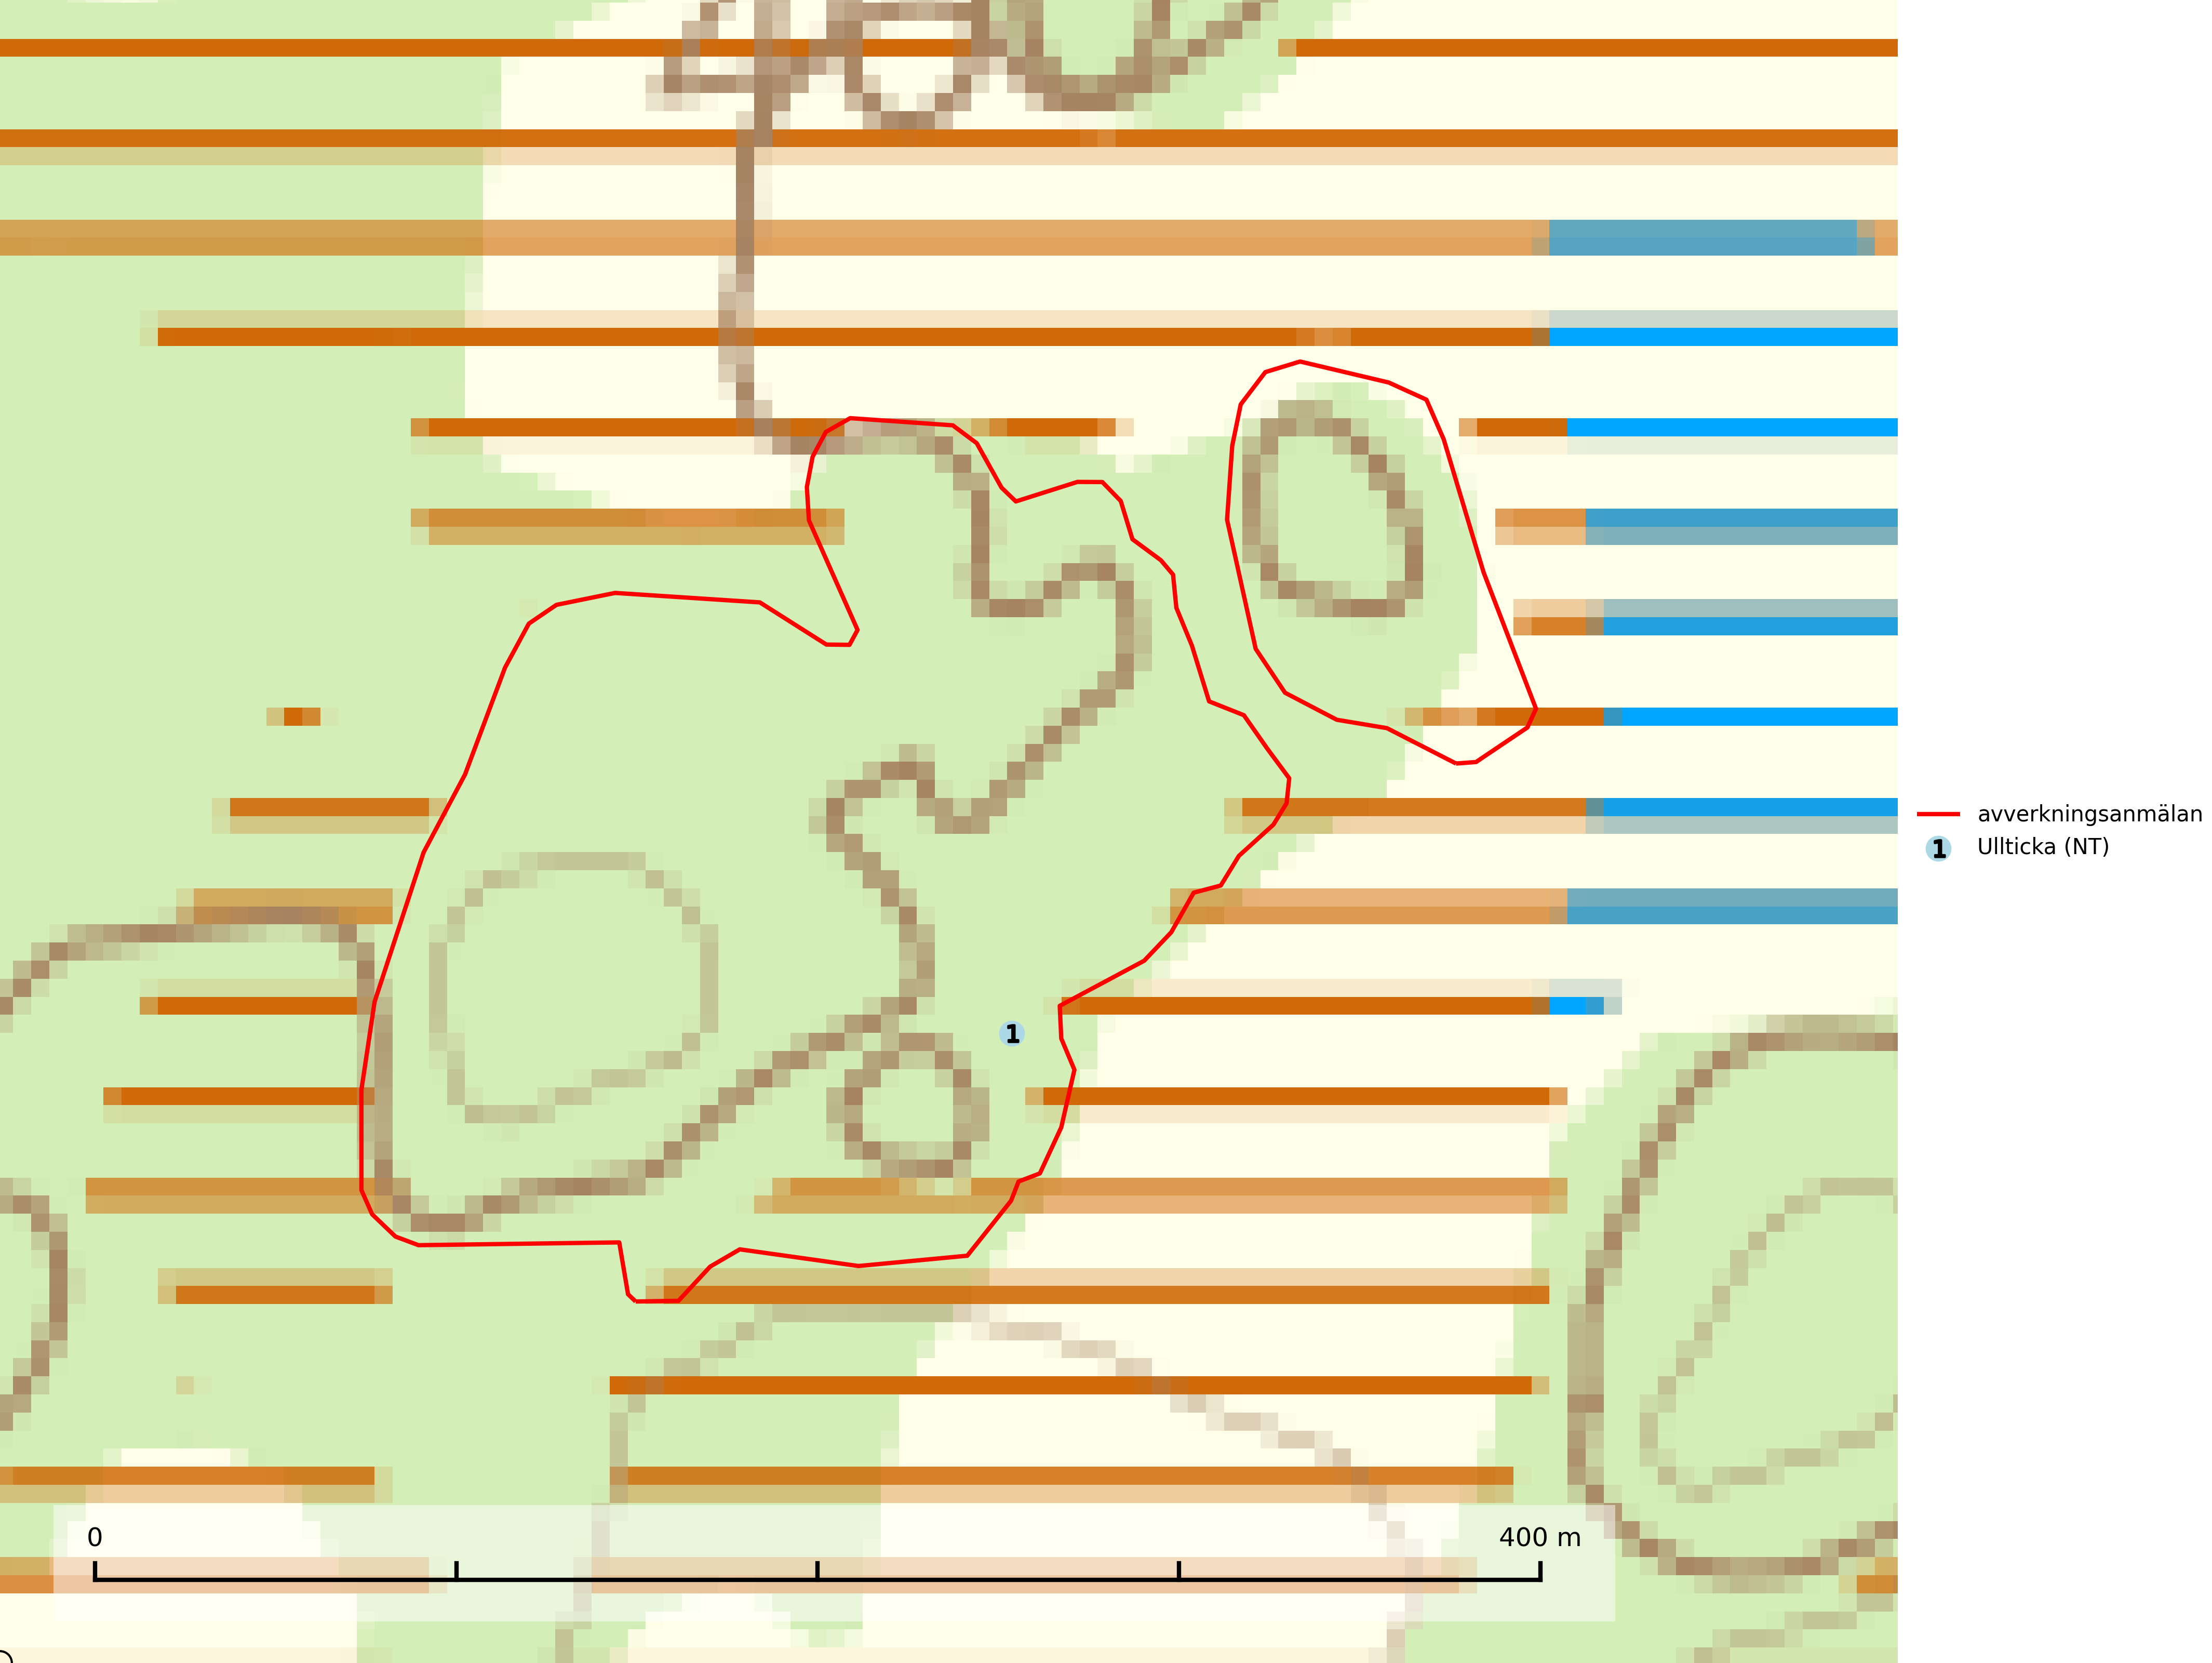 1
avverkningsanmälan
1 Ullticka (NT)
0 400 m